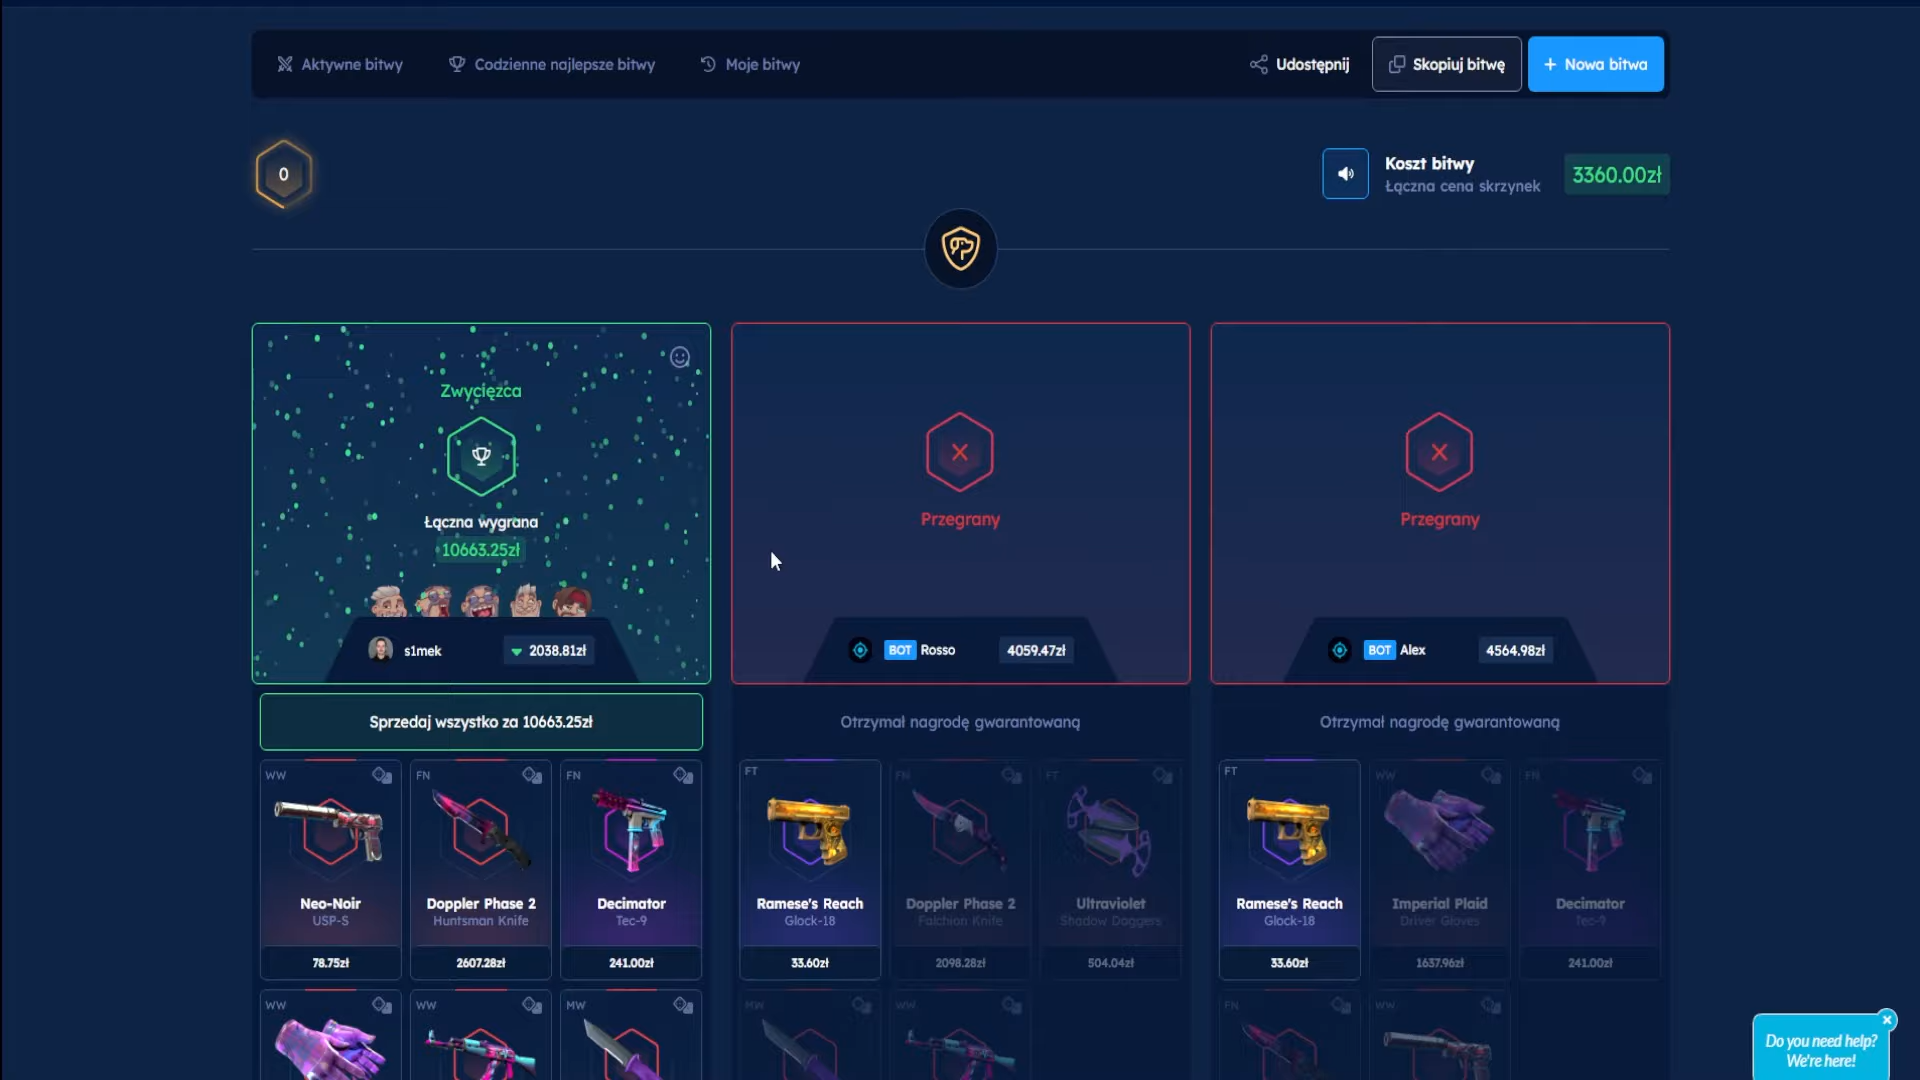 Aktywne bitwy
Codzienne najlepsze bitwy
Moje bitwy
Udostępnij
Skopiuj bitwę
+ Nowa bitwa
0
Koszt bitwy
Łączna cena skrzynek
3360.00zł
Zwycięzca
Łączna wygrana
10663.25zł
s1mek
2038.81zł
Przegrany
BOT Rosso
4059.47zł
Przegrany
BOT Alex
4564.98zł
Sprzedaj wszystko za 10663.25zł
Otrzymał nagrodę gwarantowaną
Otrzymał nagrodę gwarantowaną
WW
Neo-Noir
USP-S
78.75zł
FN
Doppler Phase 2
Huntsman Knife
2607.28zł
FN
Decimator
Tec-9
241.00zł
FT
Ramese's Reach
Glock-18
33.60zł
FN
Doppler Phase 2
Falchion Knife
2098.28zł
FT
Ultraviolet
Shadow Daggers
504.04zł
FT
Ramese's Reach
Glock-18
33.60zł
WW
Imperial Plaid
Driver Gloves
1637.96zł
FN
Decimator
Tec-9
241.00zł
WW
WW
MW
MW
WW
FN
WW
Do you need help?
We're here!